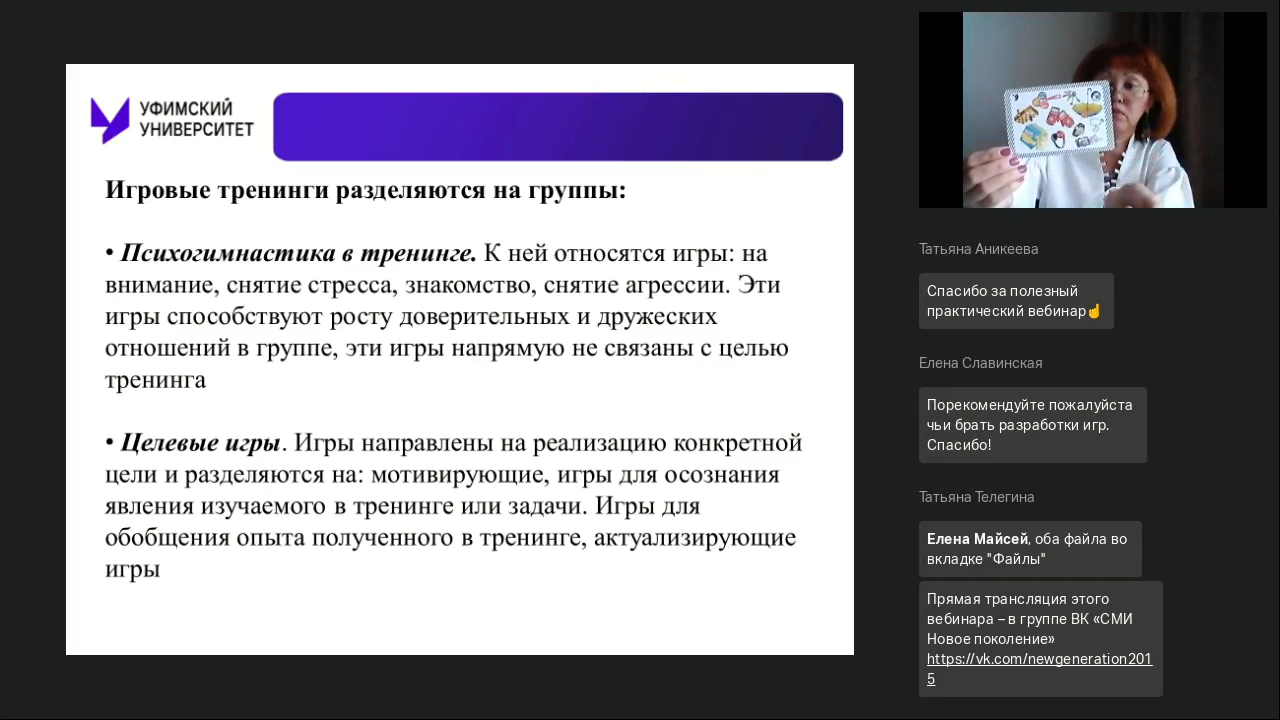 УФИМСКИЙ
УНИВЕРСИТЕТ
Игровые тренинги разделяются на группы:
• Психогимнастика в тренинге. К ней относятся игры: на
внимание, снятие стресса, знакомство, снятие агрессии. Эти
игры способствуют росту доверительных и дружеских
отношений в группе, эти игры напрямую не связаны с целью
тренинга
• Целевые игры. Игры направлены на реализацию конкретной
цели и разделяются на: мотивирующие, игры для осознания
явления изучаемого в тренинге или задачи. Игры для
обобщения опыта полученного в тренинге, актуализирующие
игры
Татьяна Аникеева
Спасибо за полезный
практический вебинар☝
Елена Славинская
Порекомендуйте пожалуйста
чьи брать разработки игр.
Спасибо!
Татьяна Телегина
Елена Майсей, оба файла во
вкладке "Файлы"
Прямая трансляция этого
вебинара – в группе ВК «СМИ
Новое поколение»
https://vk.com/newgeneration201
5